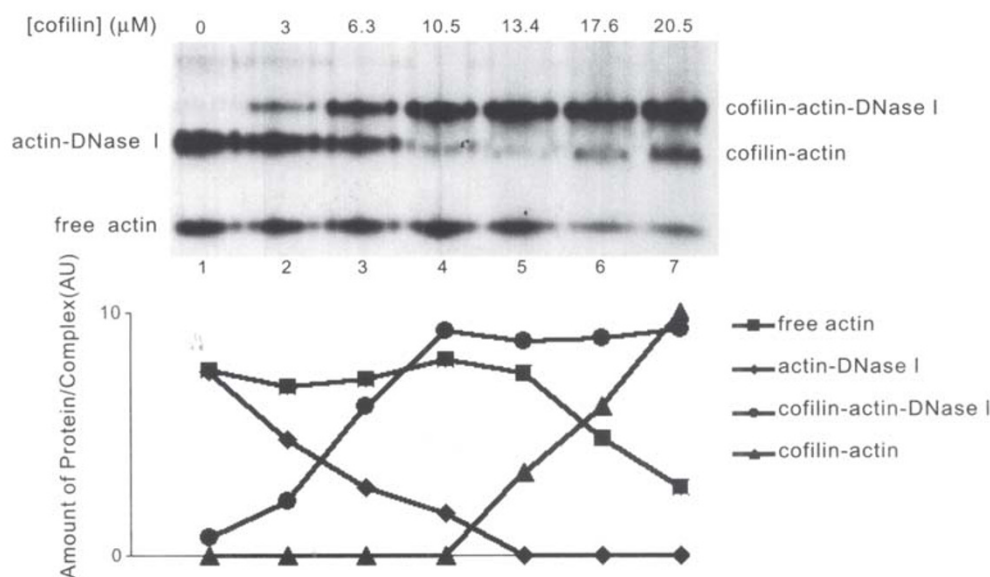 [cofilin] (μM) 0 3 6.3 10.5 13.4 17.6 20.5
cofilin-actin-DNase I
actin-DNase I
cofilin-actin
free actin
1 2 3 4 5 6 7
Amount of Protein/Complex(AU)
10
0
free actin
actin-DNase I
cofilin-actin-DNase I
cofilin-actin